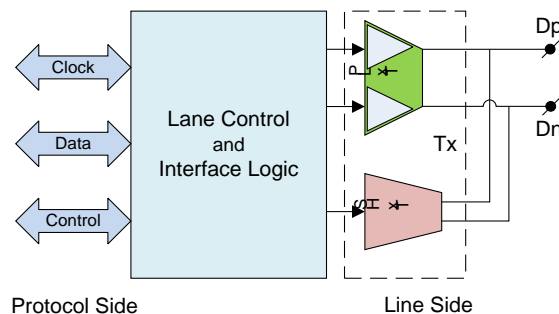 Dp
Clock
Data
Control
Lane Control
and
Interface Logic
Tx
Dn
Protocol Side
Line Side